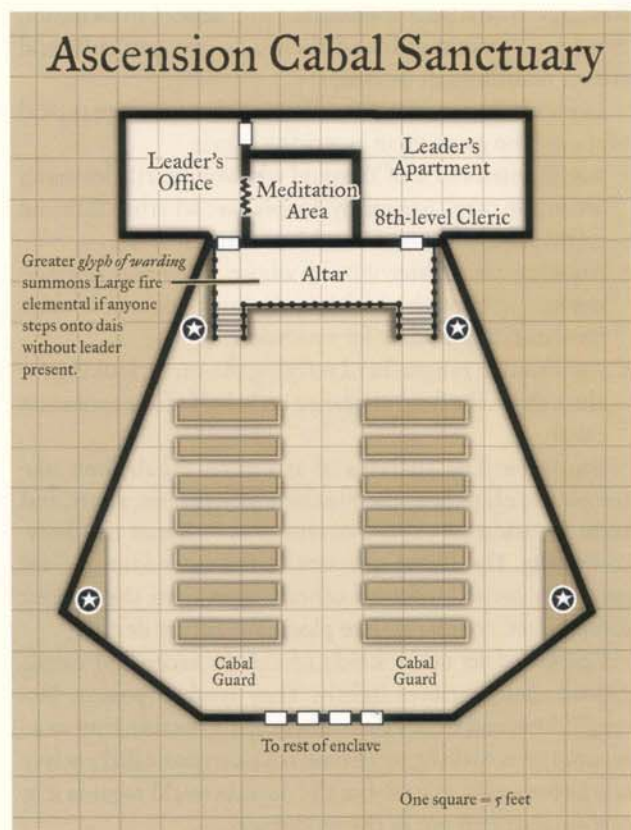 Ascension Cabal Sanctuary
Leader's
Office
Meditation
Area
Leader's
Apartment
8th-level Cleric
Greater glyph of warding
summons Large fire
elemental if anyone
steps onto dais
without leader
present.
Altar
Cabal
Guard
Cabal
Guard
To rest of enclave
One square = 5 feet